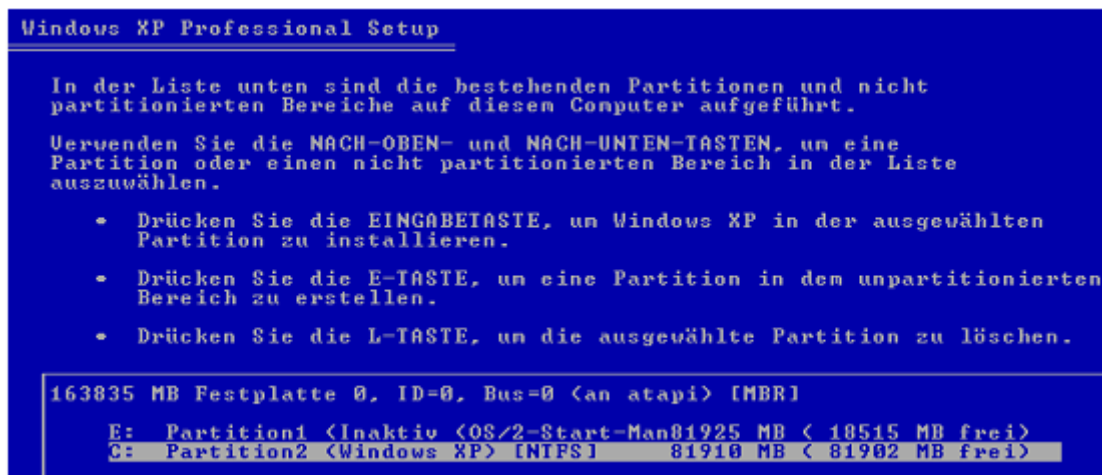 Windows XP Professional Setup
In der Liste unten sind die bestehenden Partitionen und nicht
partitionierten Bereiche auf diesem Computer aufgeführt.
Verwenden Sie die NACH-OBEN- und NACH-UNTEN-TASTEN, um eine
Partition oder einen nicht partitionierten Bereich in der Liste
auszuwählen.
• Drücken Sie die EINGABETASTE, um Windows XP in der ausgewählten
Partition zu installieren.
• Drücken Sie die E-TASTE, um eine Partition in dem unpartitionierten
Bereich zu erstellen.
• Drücken Sie die L-TASTE, um die ausgewählte Partition zu löschen.
163835 MB Festplatte 0, ID=0, Bus=0 (an atapi) [MBR]
E: Partition1 (Inaktiv (OS/2-Start-Man81925 MB ( 18515 MB frei)
C: Partition2 (Windows XP) [NTFS] 81910 MB ( 81902 MB frei)